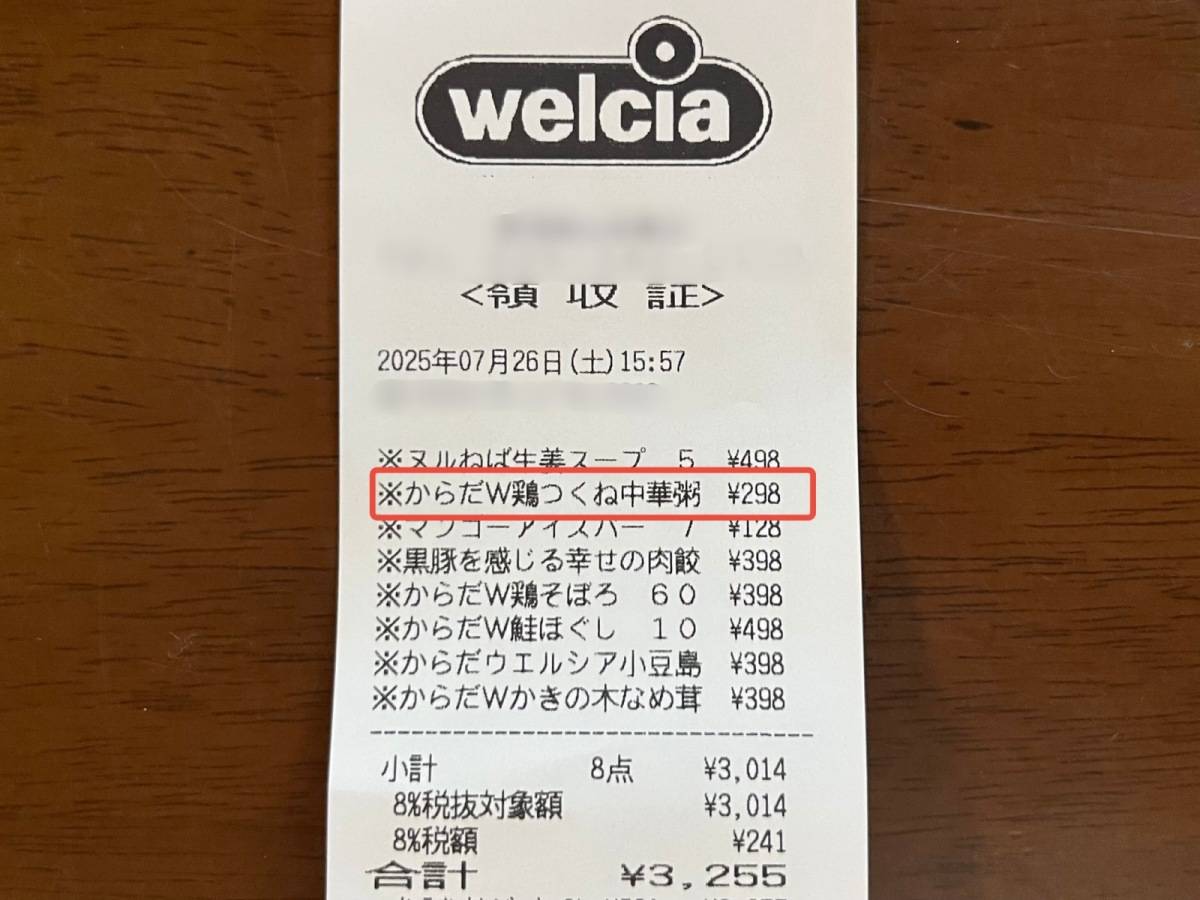 welcia
<領収証>
2025年07月26日(土)15:57
※ヌルねば生姜スープ 5 ¥498
※からだW鶏つくね中華粥 ¥298
※マンゴーアイスバー 7 ¥128
※黒豚を感じる幸せの肉餃 ¥398
※からだW鶏そぼろ 60 ¥398
※からだW鮭ほぐし 10 ¥498
※からだウエルシア小豆島 ¥398
※からだWかきの木なめ茸 ¥398
小計 8点 ¥3,014
8%税抜対象額 ¥3,014
8%税額 ¥241
合計 ¥3,255